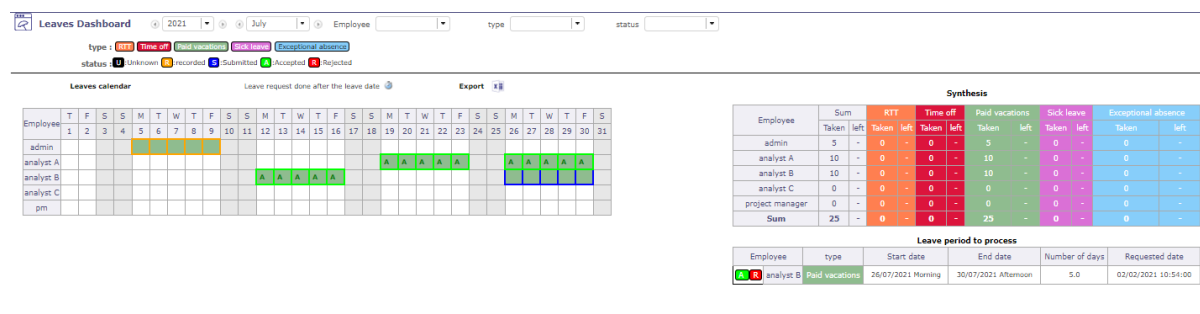 Leaves Dashboard 2021 July Employee type status
type : RTT Time off Paid vacations Sick leave Exceptional absence
status : U :Unknown R :recorded S :Submitted A :Accepted R :Rejected
Leaves calendar Leave request done after the leave date Export
Employee T F S S M T W T F S S M T W T F S S M T W T F S S M T W T F S
1 2 3 4 5 6 7 8 9 10 11 12 13 14 15 16 17 18 19 20 21 22 23 24 25 26 27 28 29 30 31
admin
analyst A A A A A A A A A A A
analyst B A A A A A
analyst C
pm
Synthesis
Employee Sum RTT Time off Paid vacations Sick leave Exceptional absence
Taken left Taken left Taken left Taken left Taken left Taken left
admin 5 - 0 - 0 - 5 - 0 - 0 -
analyst A 10 - 0 - 0 - 10 - 0 - 0 -
analyst B 10 - 0 - 0 - 10 - 0 - 0 -
analyst C 0 - 0 - 0 - 0 - 0 - 0 -
project manager 0 - 0 - 0 - 0 - 0 - 0 -
Sum 25 - 0 - 0 - 25 - 0 - 0 -
Leave period to process
Employee type Start date End date Number of days Requested date
A R analyst B Paid vacations 26/07/2021 Morning 30/07/2021 Afternoon 5.0 02/02/2021 10:54:00